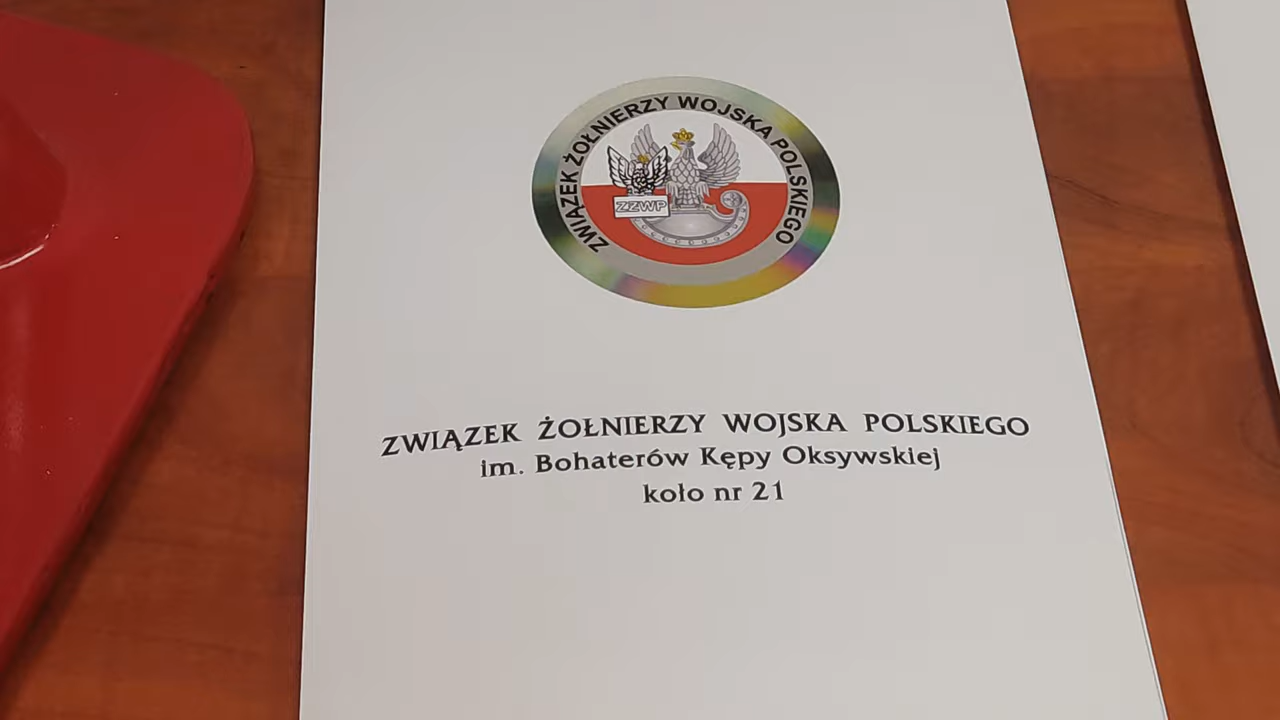 ZWIĄZEK ŻOŁNIERZY WOJSKA POLSKIEGO
ZZWP
ZWIĄZEK ŻOŁNIERZY WOJSKA POLSKIEGO
im. Bohaterów Kępy Oksywskiej
koło nr 21